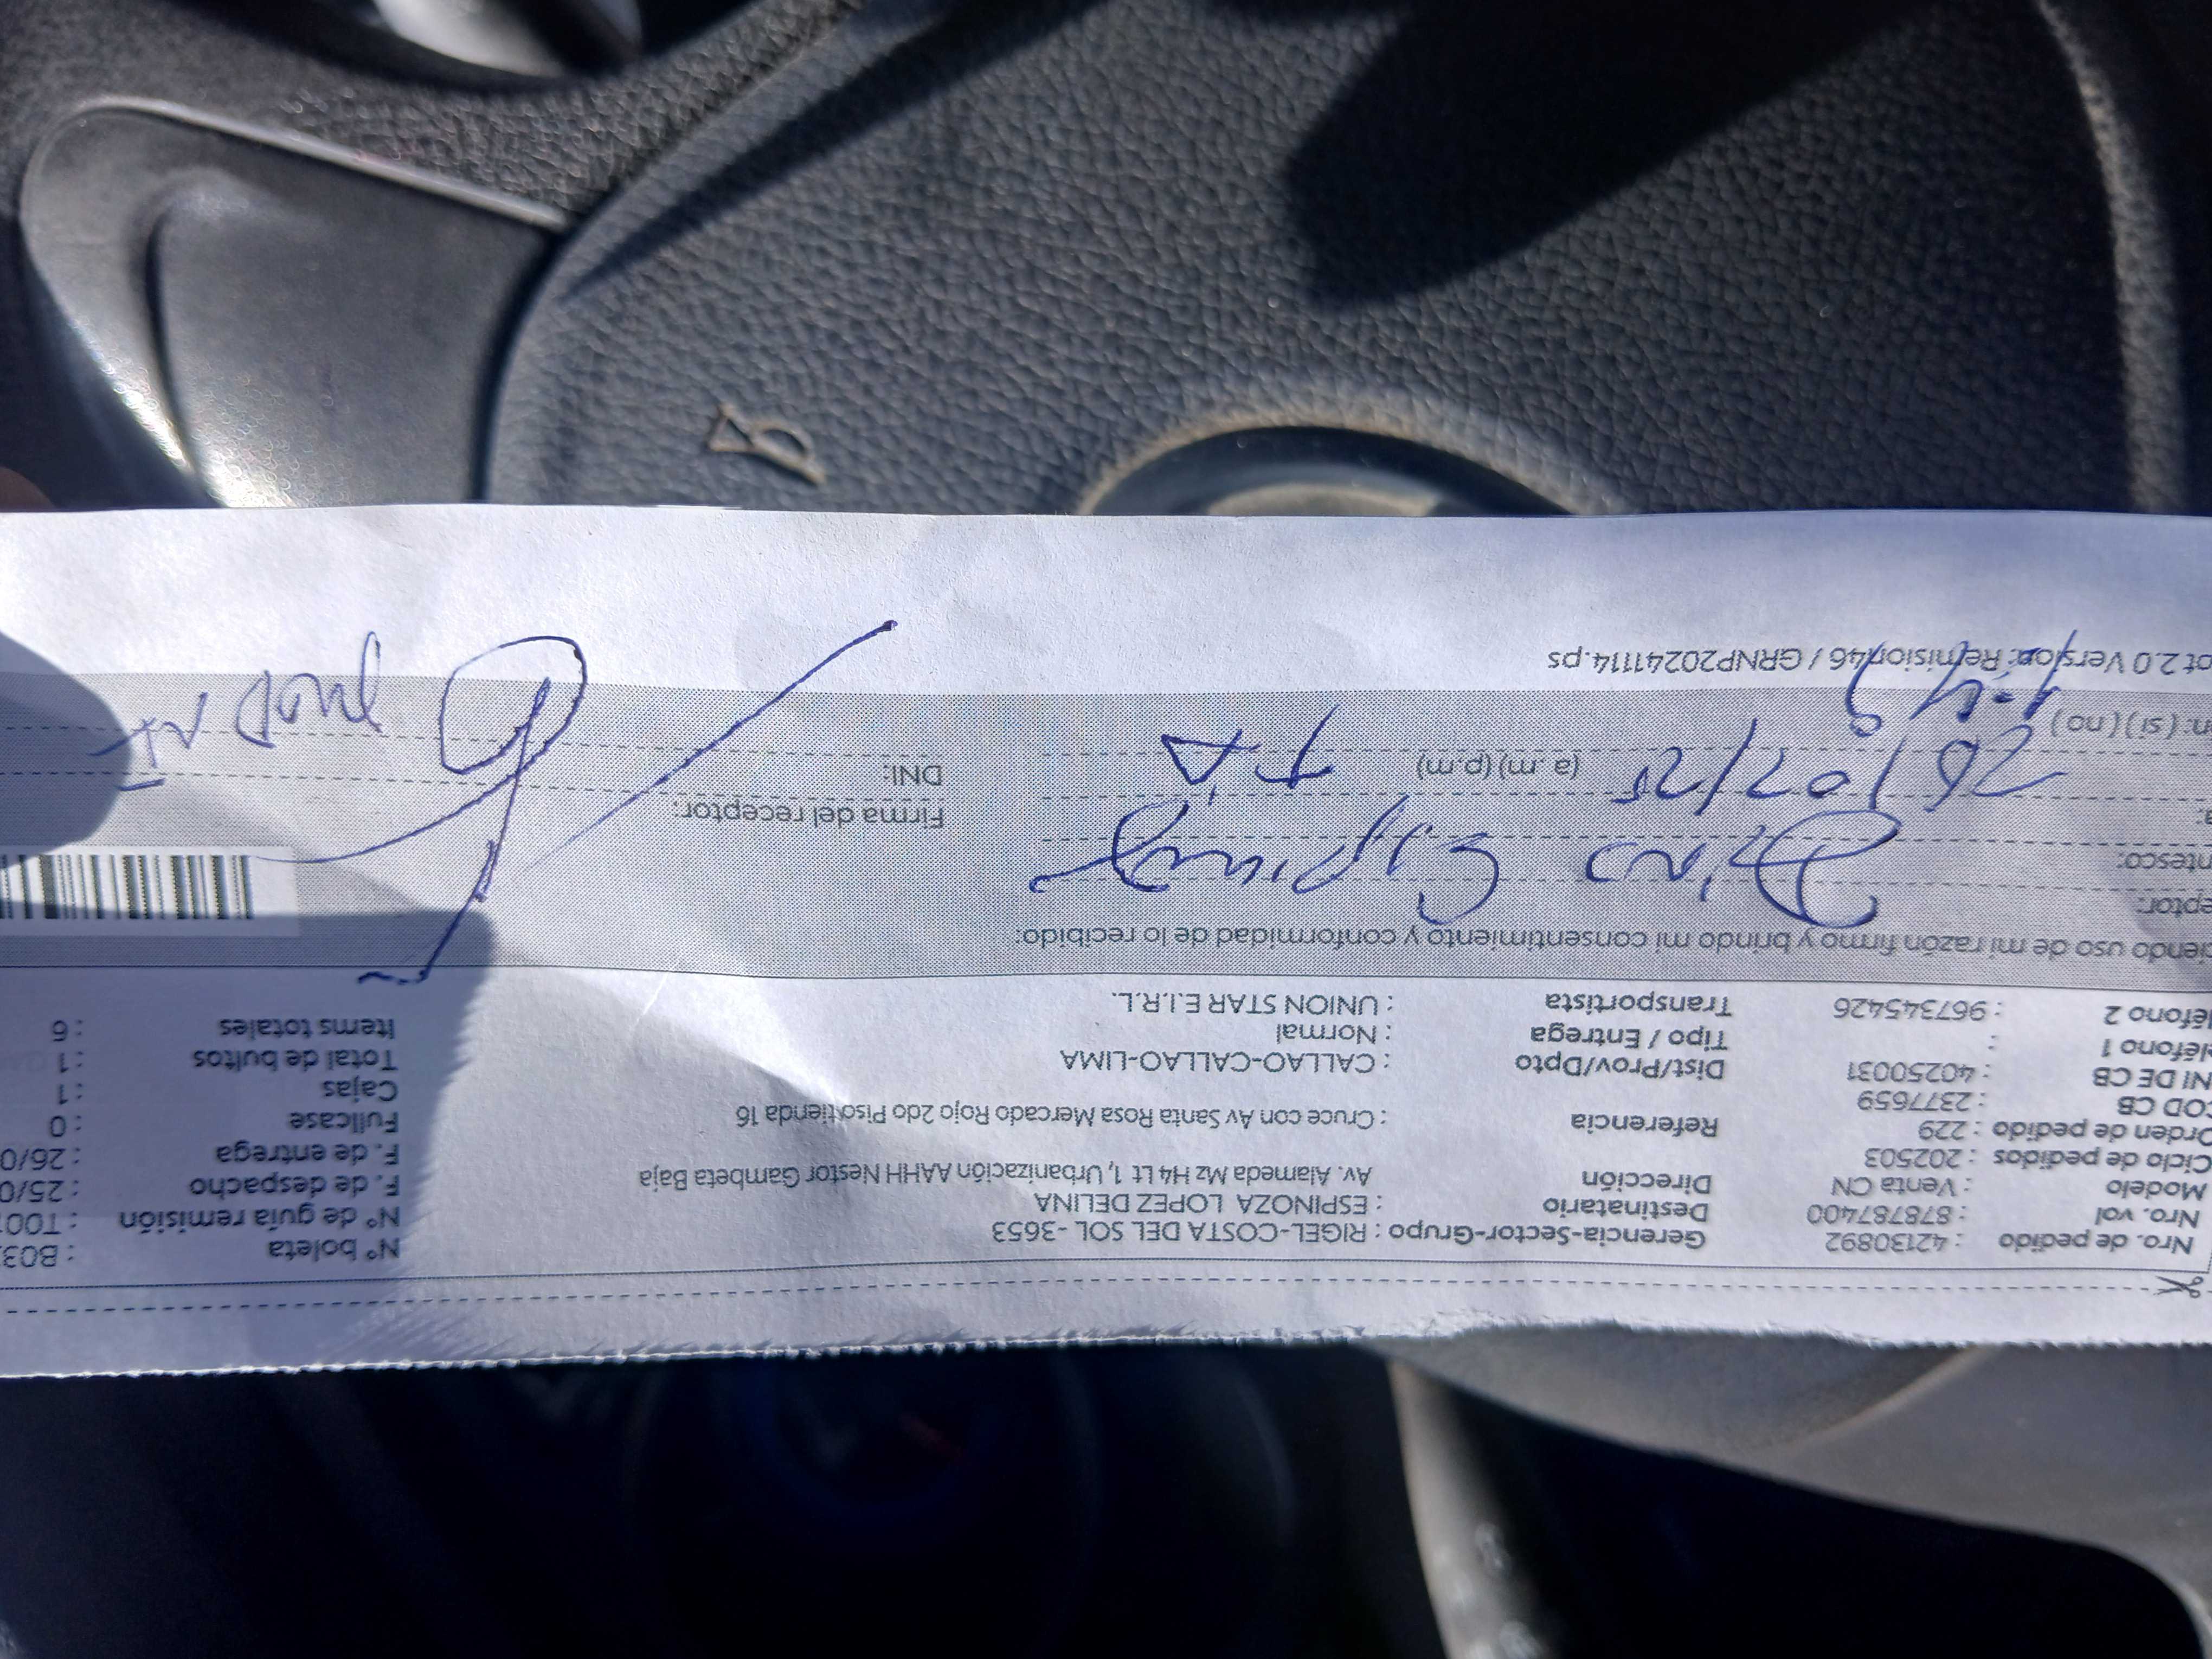 Nro. de pedido : 42130892 Gerencia-Sector-Grupo : RIGEL-COSTA DEL SOL -3653 N° boleta : B03
Nro. vol : 87878740 Destinatario : ESPINOZA LOPEZ DELINA N° de guia remisión : T00
Modelo : Venta CN Dirección Av. Alameda Mz H4 Lt 1, Urbanización AAHH Nestor Gambeta Baja F. de despacho : 25/0
Ciclo de pedidos : 202503 F. de entrega : 26/0
Orden de pedido : 229 Referencia : Cruce con Av Santa Rosa Mercado Rojo 2do Piso tienda 16 Fullcase : 0
COD CB : 2377659 Cajas : 1
NI DE CB : 40250031 Dist/Prov/Dpto : CALLAO-CALLAO-LIMA Total de bultos : 1
eléfono 1 : Tipo / Entrega : Normal Items totales : 6
léfono 2 : 967345426 Transportista : UNION STAR E.I.R.L.
iendo uso de mi razón firmo y brindo mi consentimiento y conformidad de lo recibido:
eptor:
ntesco: Firma del receptor:
a: 26/02/25 (a.m) (p.m) DNI:
n: (si) (no)
ot 2.0 Version: Remision46 / GRNP20241114.ps